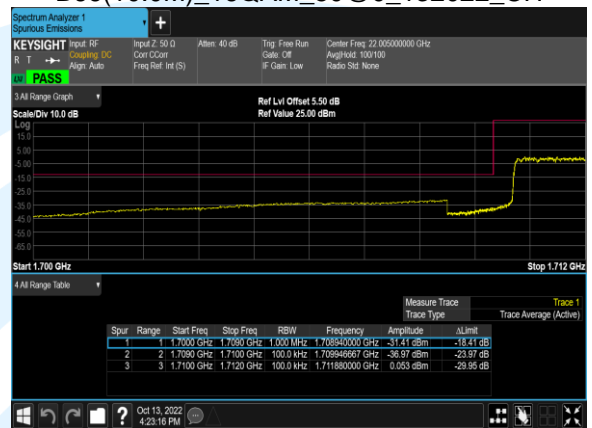 Spectrum Analyzer 1
Spurious Emissions
KEYSIGHT Input: RF Input Z: 50 Ω Atten: 40 dB Trig: Free Run Center Freq: 22.005000000 GHz
R T Coupling: DC Corr CCorr Gate: Off Avg|Hold: 100/100
Align: Auto Freq Ref: Int (S) IF Gain: Low Radio Std: None
PASS
3 All Range Graph
Ref Lvl Offset 5.50 dB
Scale/Div 10.0 dB Ref Value 25.00 dBm
Log
15.0
5.00
-5.00
-15.0
-25.0
-35.0
-45.0
-55.0
-65.0
Start 1.700 GHz Stop 1.712 GHz
4 All Range Table
Measure Trace Trace 1
Trace Type Trace Average (Active)
Spur Range Start Freq Stop Freq RBW Frequency Amplitude ΔLimit
1 1 1.7000 GHz 1.7090 GHz 1.000 MHz 1.708940000 GHz -31.41 dBm -18.41 dB
2 2 1.7090 GHz 1.7100 GHz 100.0 kHz 1.709946667 GHz -36.97 dBm -23.97 dB
3 3 1.7100 GHz 1.7120 GHz 100.0 kHz 1.711880000 GHz 0.053 dBm -29.95 dB
Oct 13, 2022
4:23:16 PM